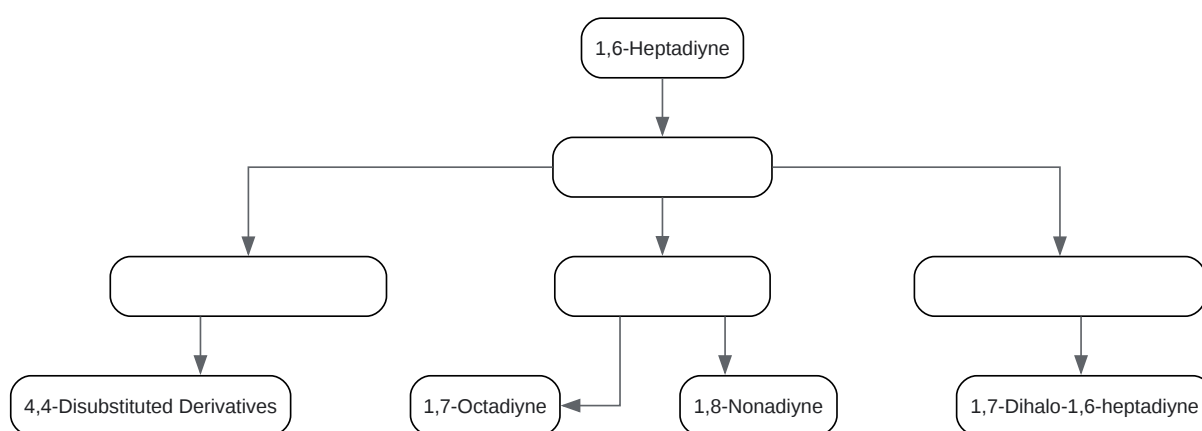 1,6-Heptadiyne
4,4-Disubstituted Derivatives
1,7-Octadiyne
1,8-Nonadiyne
1,7-Dihalo-1,6-heptadiyne